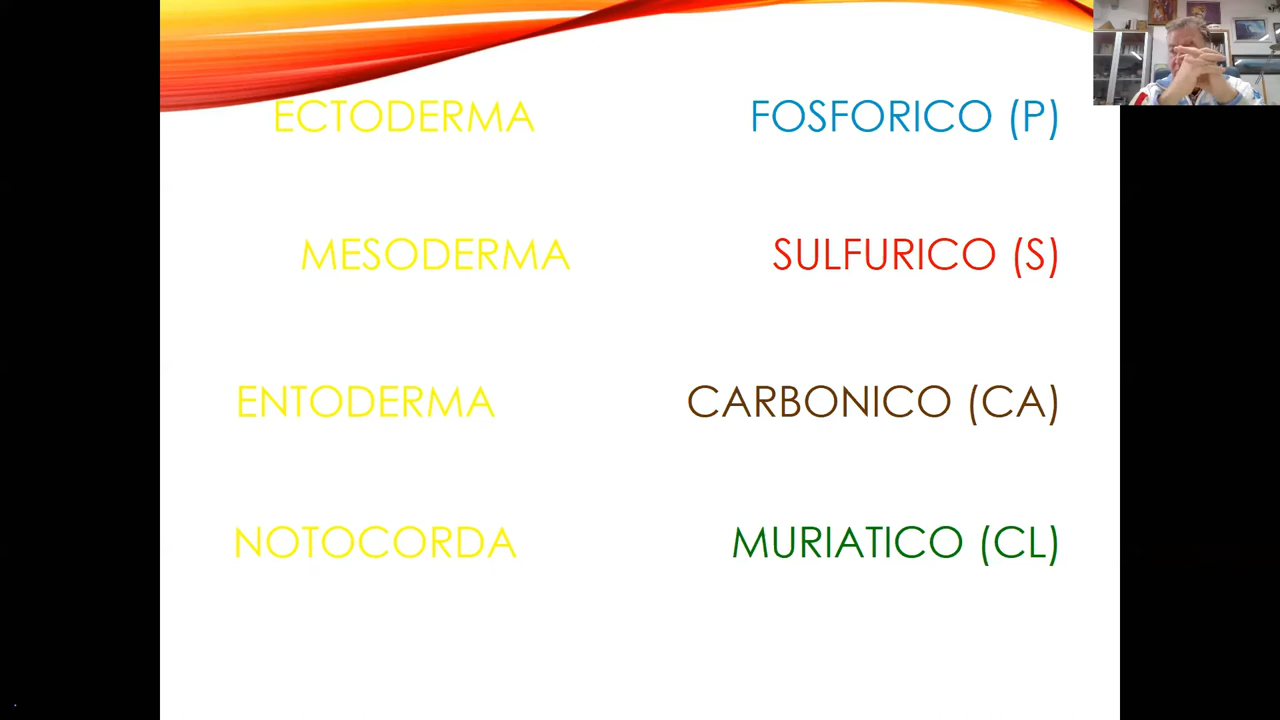 ECTODERMA FOSFORICO (P)
MESODERMA SULFURICO (S)
ENTODERMA CARBONICO (CA)
NOTOCORDA MURIATICO (CL)